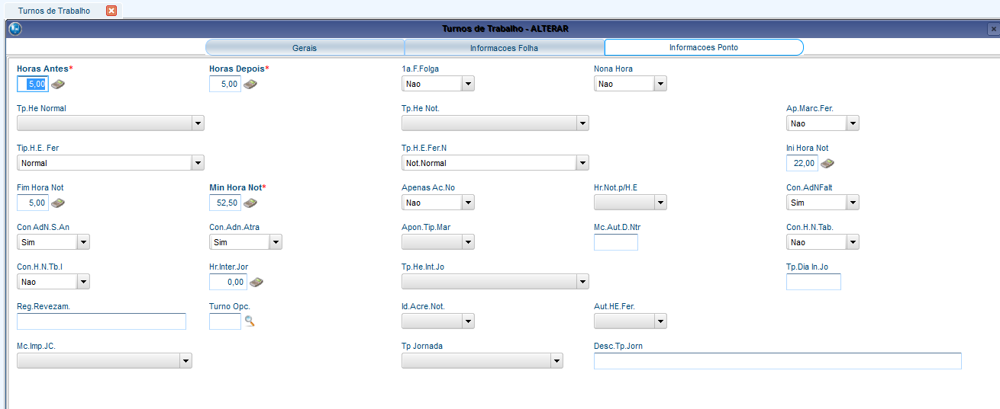 Turnos de Trabalho
Turnos de Trabalho - ALTERAR
Gerais Informacoes Folha Informacoes Ponto
Horas Antes* Horas Depois* 1a.F.Folga Nona Hora
5,00 5,00 Nao Nao
Tp.He Normal Tp.He Not. Ap.Marc.Fer.
Nao
Tip.H.E. Fer Tp.H.E.Fer.N Ini Hora Not
Normal Not.Normal 22,00
Fim Hora Not Min Hora Not* Apenas Ac.No Hr.Not.p/H.E Con.AdNFalt
5,00 52,50 Nao Sim
Con AdN.S.An Con.Adn.Atra Apon.Tip.Mar Mc.Aut.D.Ntr Con.H.N.Tab.
Sim Sim Nao
Con.H.N.Tb.I Hr.Inter.Jor Tp.He.Int.Jo Tp.Dia In.Jo
Nao 0,00
Reg.Revezam. Turno Opc. Id.Acre.Not. Aut.HE.Fer.
Mc.Imp.JC. Tp Jornada Desc.Tp.Jorn